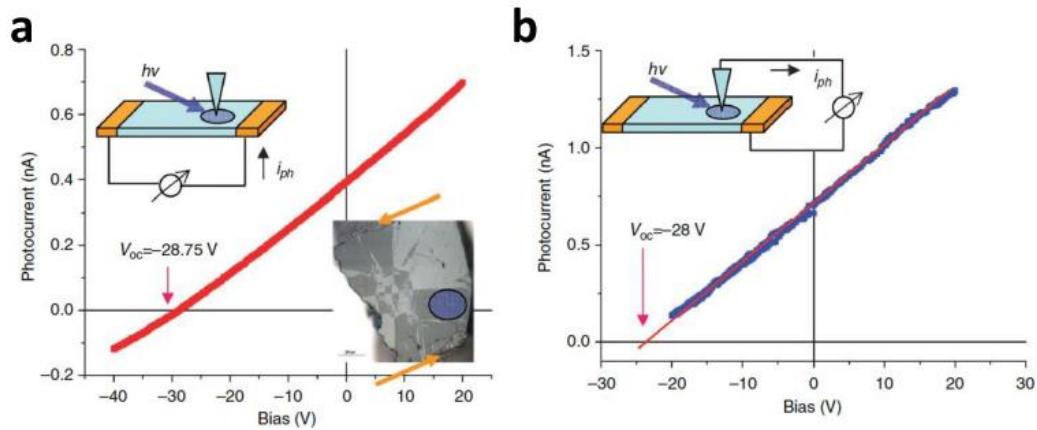 a
0.8
0.6
0.4
0.2
0.0
−0.2
Photocurrent (nA)
hv
i_ph
V_oc=−28.75 V
−40
−30
−20
−10
0
10
20
Bias (V)
b
1.5
1.0
0.5
0.0
Photocurrent (nA)
hv
i_ph
V_oc=−28 V
−30
−20
−10
0
10
20
30
Bias (V)